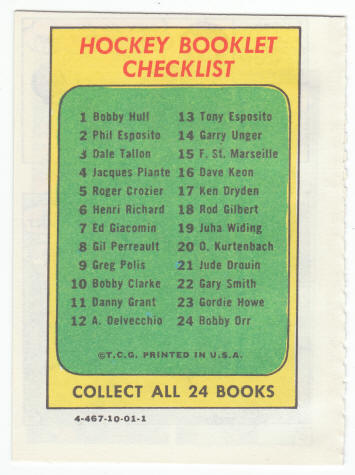 HOCKEY BOOKLET
CHECKLIST
1 Bobby Hull
2 Phil Esposito
3 Dale Tallon
4 Jacques Plante
5 Roger Crozier
6 Henri Richard
7 Ed Giacomin
8 Gil Perreault
9 Greg Polis
10 Bobby Clarke
11 Danny Grant
12 A. Delvecchio
13 Tony Esposito
14 Garry Unger
15 F. St. Marseille
16 Dave Keon
17 Ken Dryden
18 Rod Gilbert
19 Juha Widing
20 O. Kurtenbach
21 Jude Drouin
22 Gary Smith
23 Gordie Howe
24 Bobby Orr
©T.C.G. PRINTED IN U.S.A.
COLLECT ALL 24 BOOKS
4-467-10-01-1